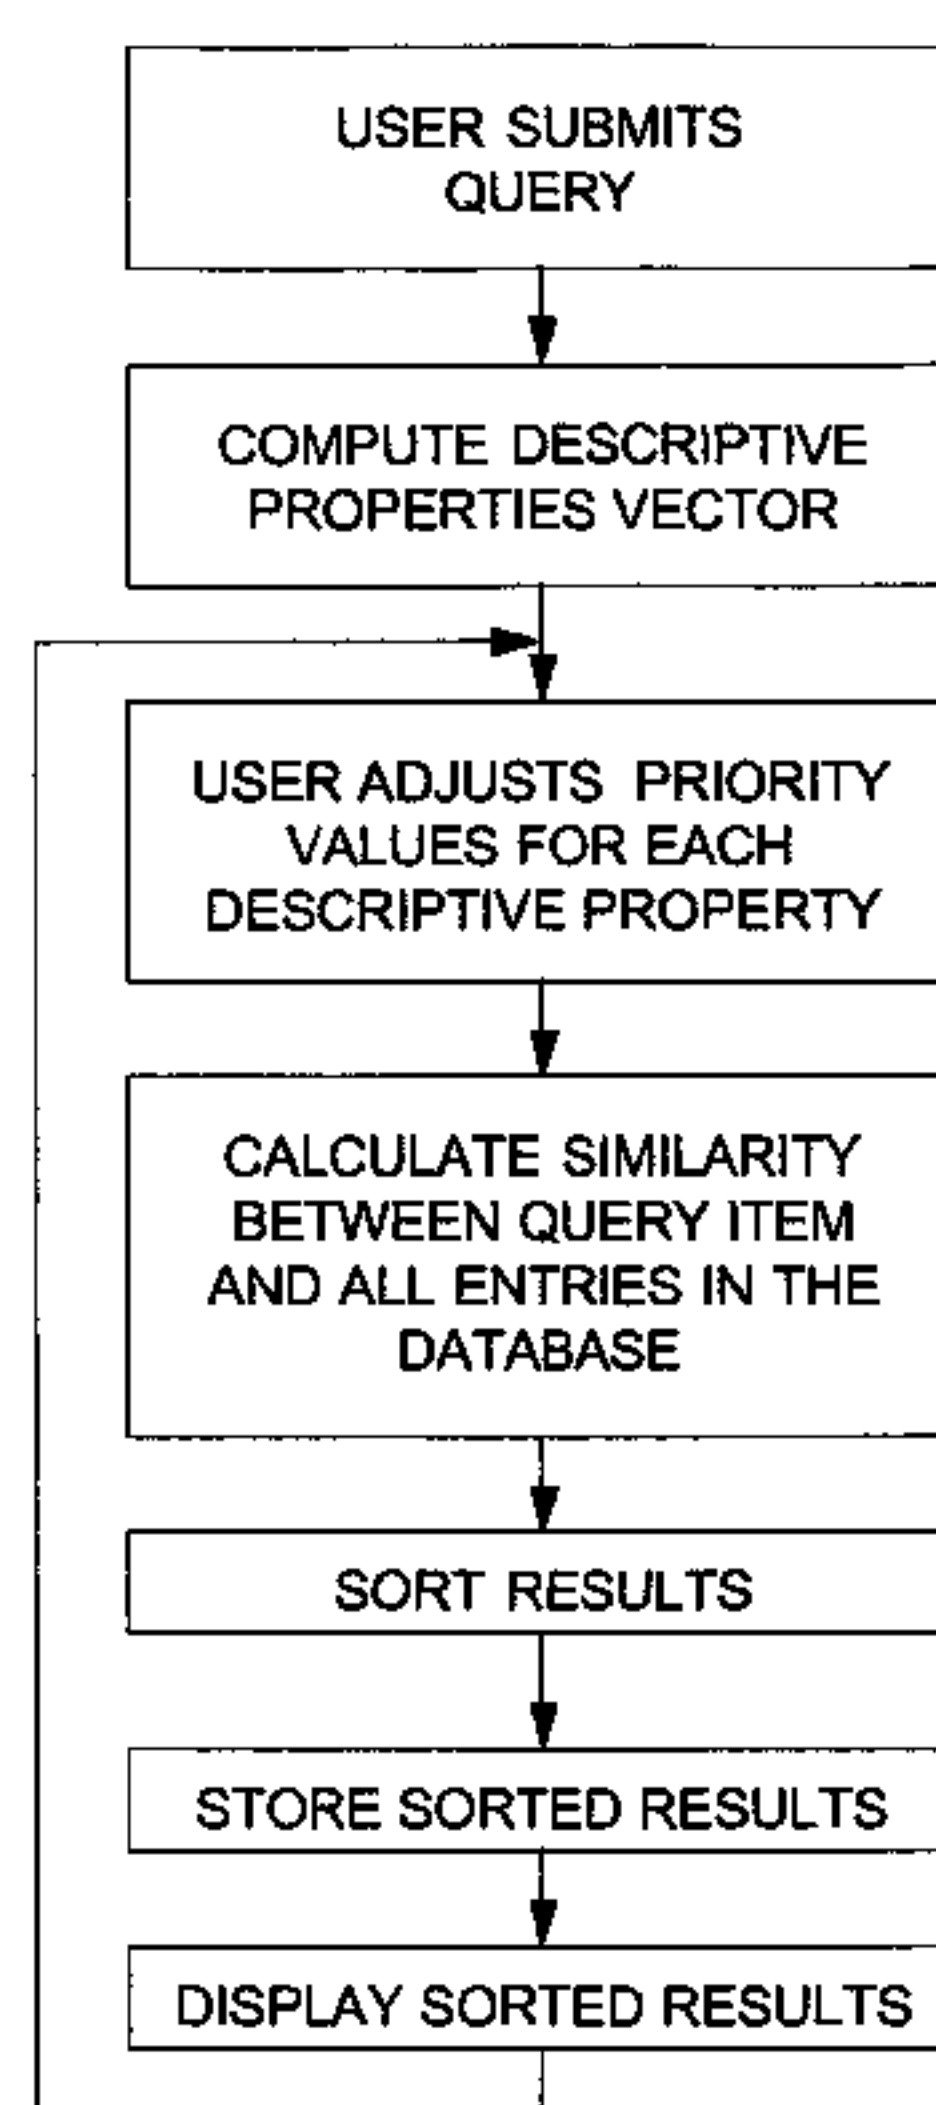 USER SUBMITS
QUERY
COMPUTE DESCRIPTIVE
PROPERTIES VECTOR
USER ADJUSTS PRIORITY
VALUES FOR EACH
DESCRIPTIVE PROPERTY
CALCULATE SIMILARITY
BETWEEN QUERY ITEM
AND ALL ENTRIES IN THE
DATABASE
SORT RESULTS
STORE SORTED RESULTS
DISPLAY SORTED RESULTS